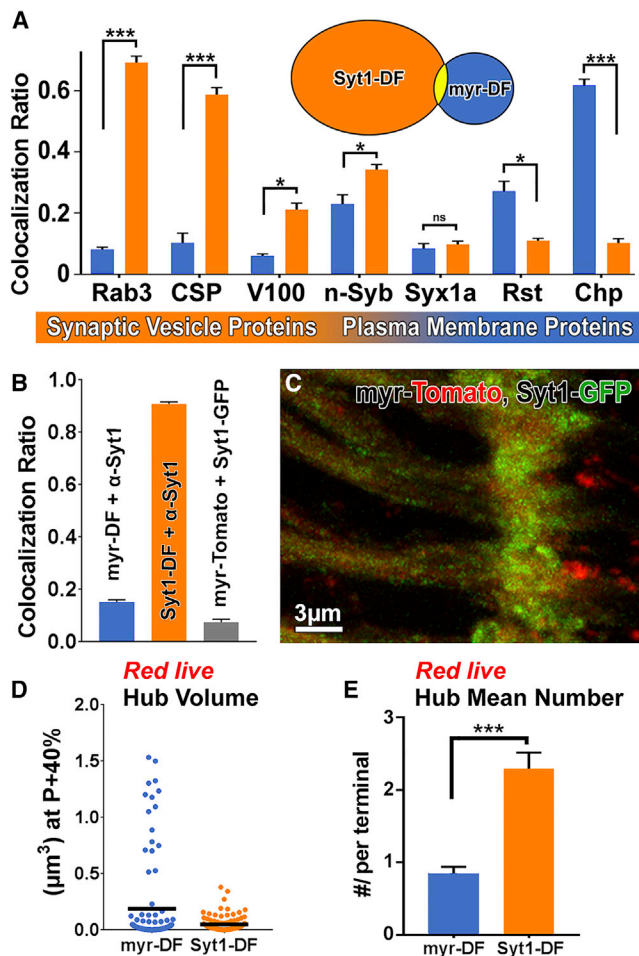 A
Colocalization Ratio
0.6
0.4
0.2
0
***
***
*
*
ns
*
***
Syt1-DF
myr-DF
Rab3 CSP V100 n-Syb Syx1a Rst Chp
Synaptic Vesicle Proteins Plasma Membrane Proteins
B
Colocalization Ratio
1.0
0.8
0.6
0.4
0.2
0.0
myr-DF + α-Syt1
Syt1-DF + α-Syt1
myr-Tomato + Syt1-GFP
C
myr-Tomato, Syt1-GFP
3μm
D
Red live
Hub Volume
(μm³) at P+40%
2.0
1.5
1.0
0.5
0.0
myr-DF Syt1-DF
E
Red live
Hub Mean Number
#/per terminal
3
2
1
0
***
myr-DF Syt1-DF